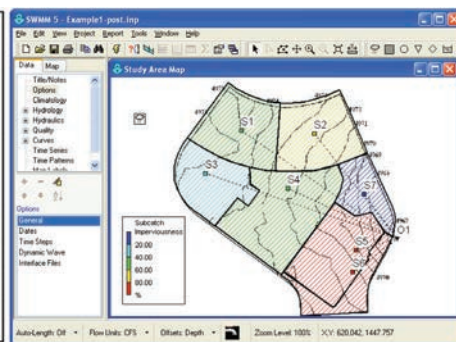 SWMM 5 - Example1-post.inp
File Edit View Project Report Tools Window Help
Data Map
Title/Notes
Options
Climatology
Hydrology
Hydraulics
Quality
Curves
Time Series
Time Patterns
Map Labels
Options
General
Dates
Time Steps
Dynamic Wave
Interface Files
Study Area Map
S1
S2
S3
S4
S7
O1
S5
S6
Subcatch
Imperviousness
20.00
40.00
60.00
80.00
%
Auto-Length: Off Flow Units: CFS Offsets: Depth Zoom Level: 100% X,Y: 620.042, 1447.757